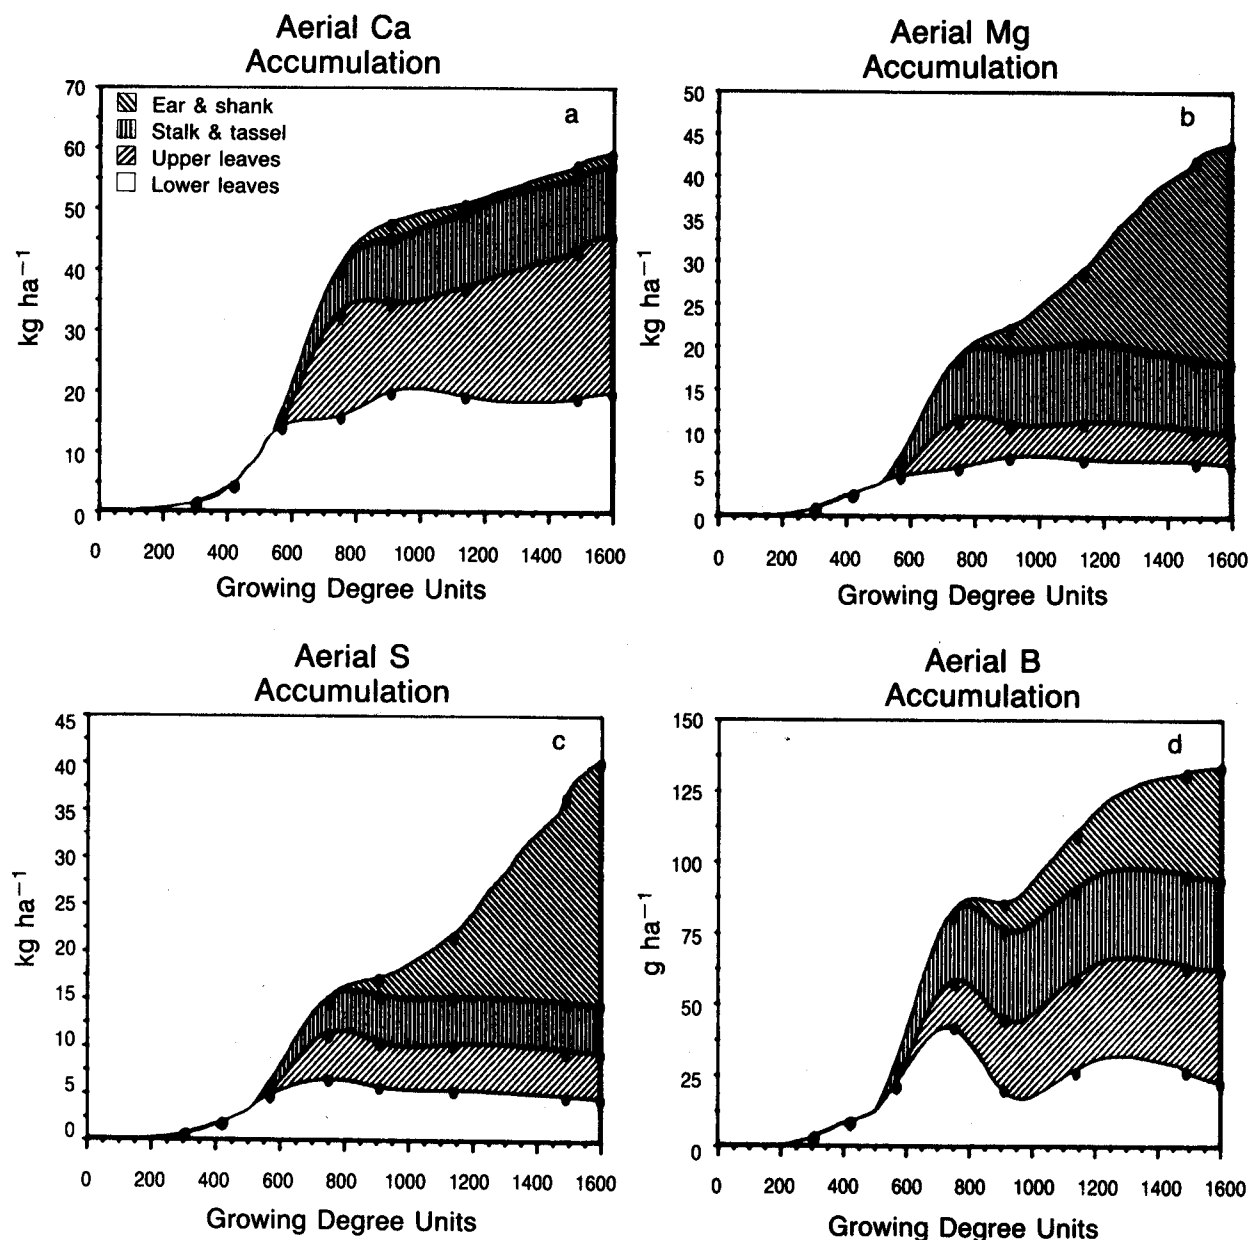 Aerial Ca
Accumulation
70
60
50
40
30
20
10
0
kg ha−1
Ear & shank
Stalk & tassel
Upper leaves
Lower leaves
a
0 200 400 600 800 1000 1200 1400 1600
Growing Degree Units
Aerial Mg
Accumulation
50
45
40
35
30
25
20
15
10
5
0
kg ha−1
b
0 200 400 600 800 1000 1200 1400 1600
Growing Degree Units
Aerial S
Accumulation
45
40
35
30
25
20
15
10
5
0
kg ha−1
c
0 200 400 600 800 1000 1200 1400 1600
Growing Degree Units
Aerial B
Accumulation
150
125
100
75
50
25
0
g ha−1
d
0 200 400 600 800 1000 1200 1400 1600
Growing Degree Units